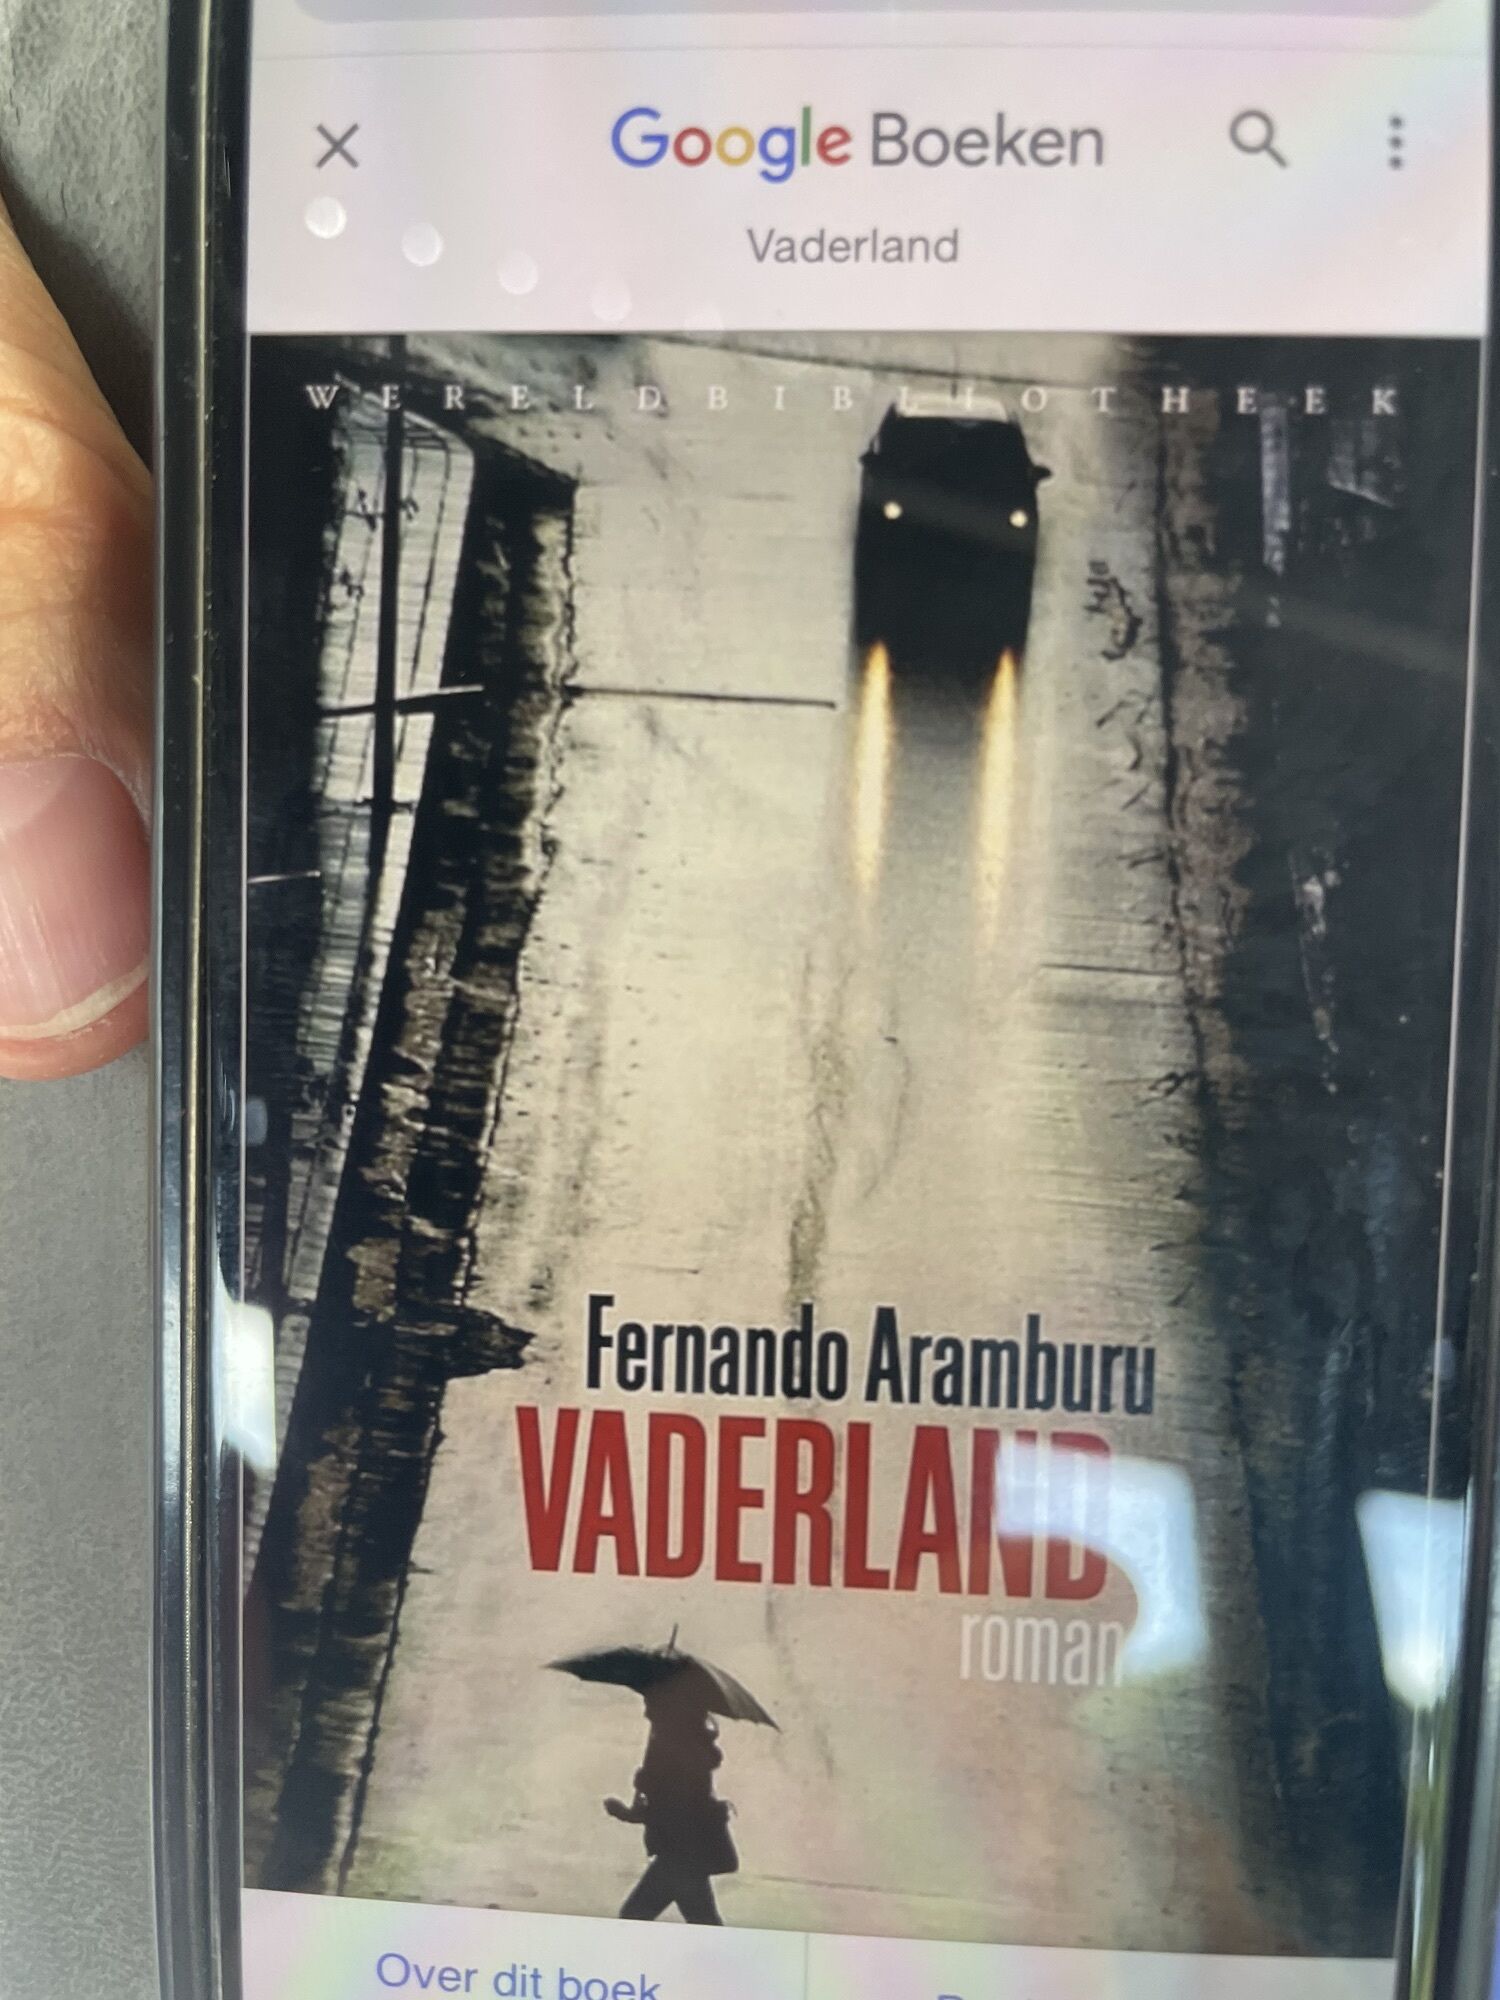 Google Boeken
Vaderland
WERELDBIBLIOTHEEK
Fernando Aramburu
VADERLAND
roman
Over dit boek